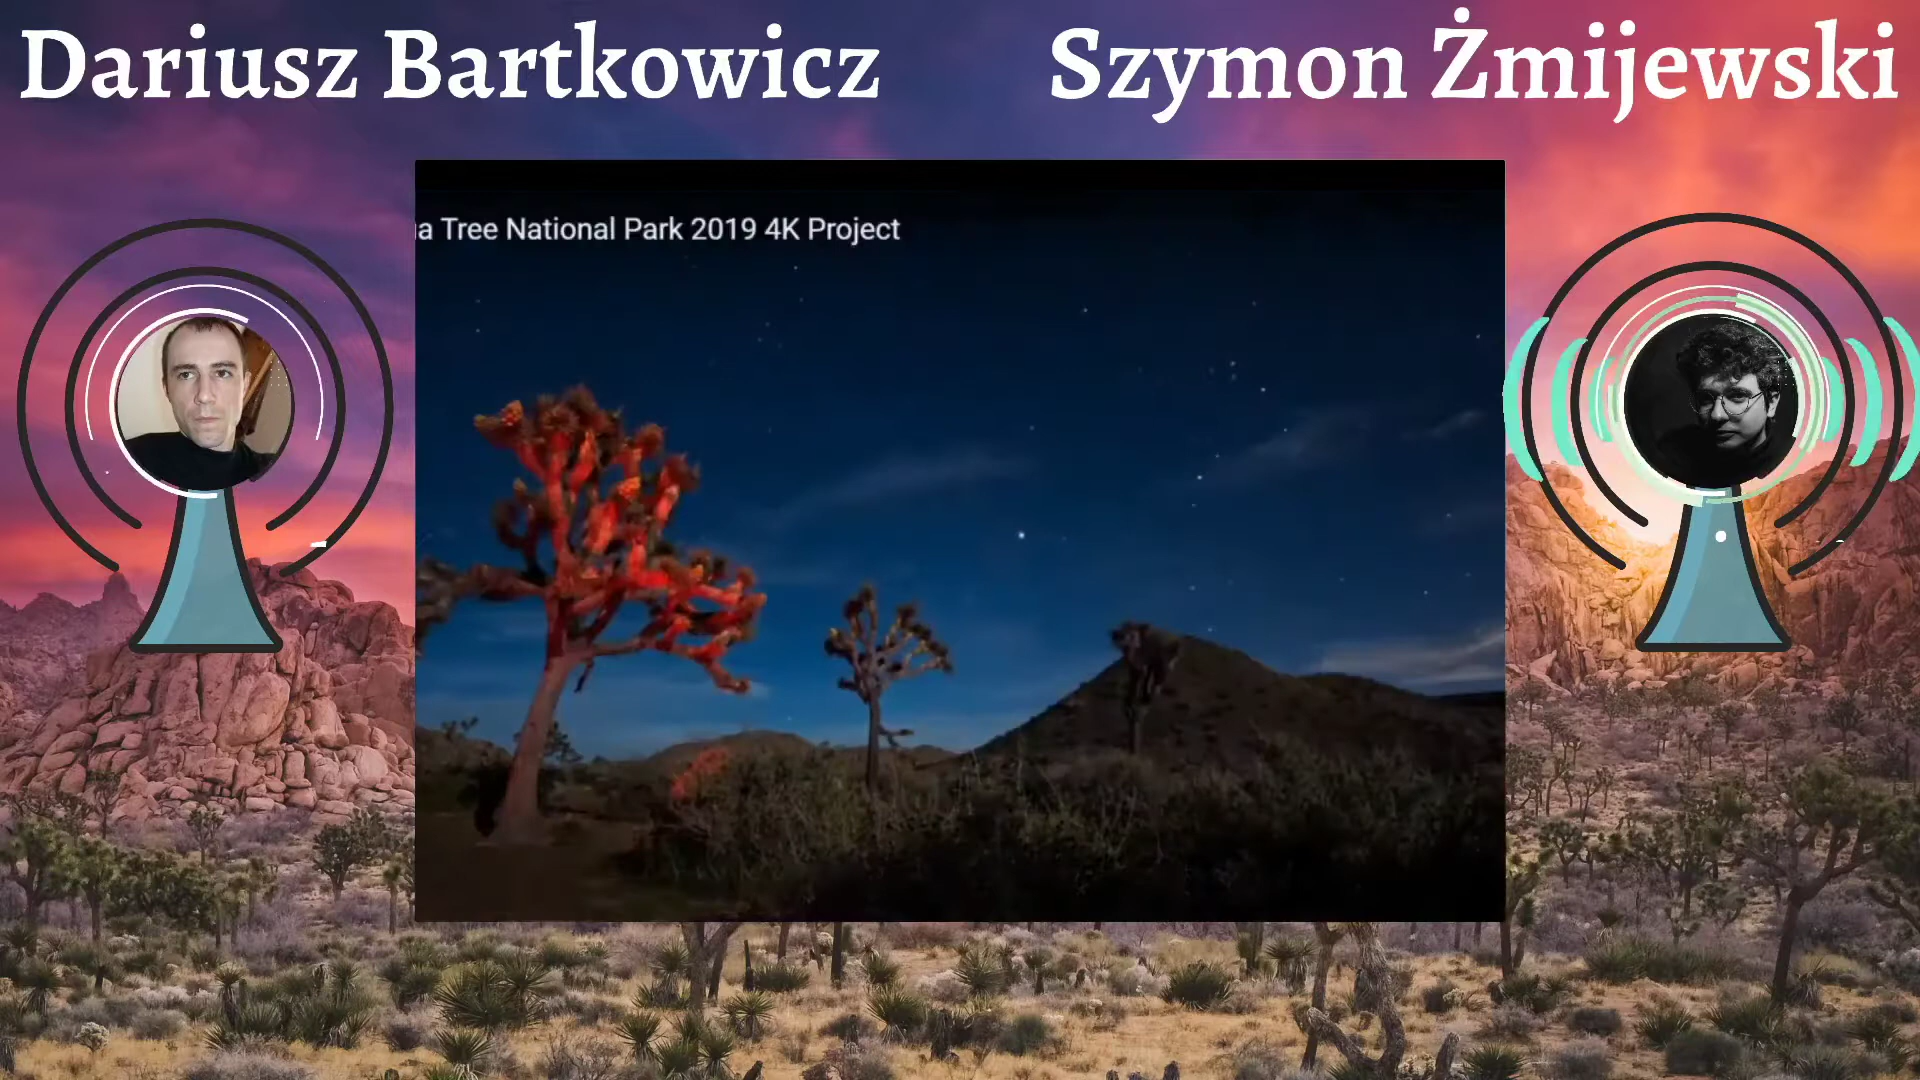 Dariusz Bartkowicz
Szymon Żmijewski
a Tree National Park 2019 4K Project